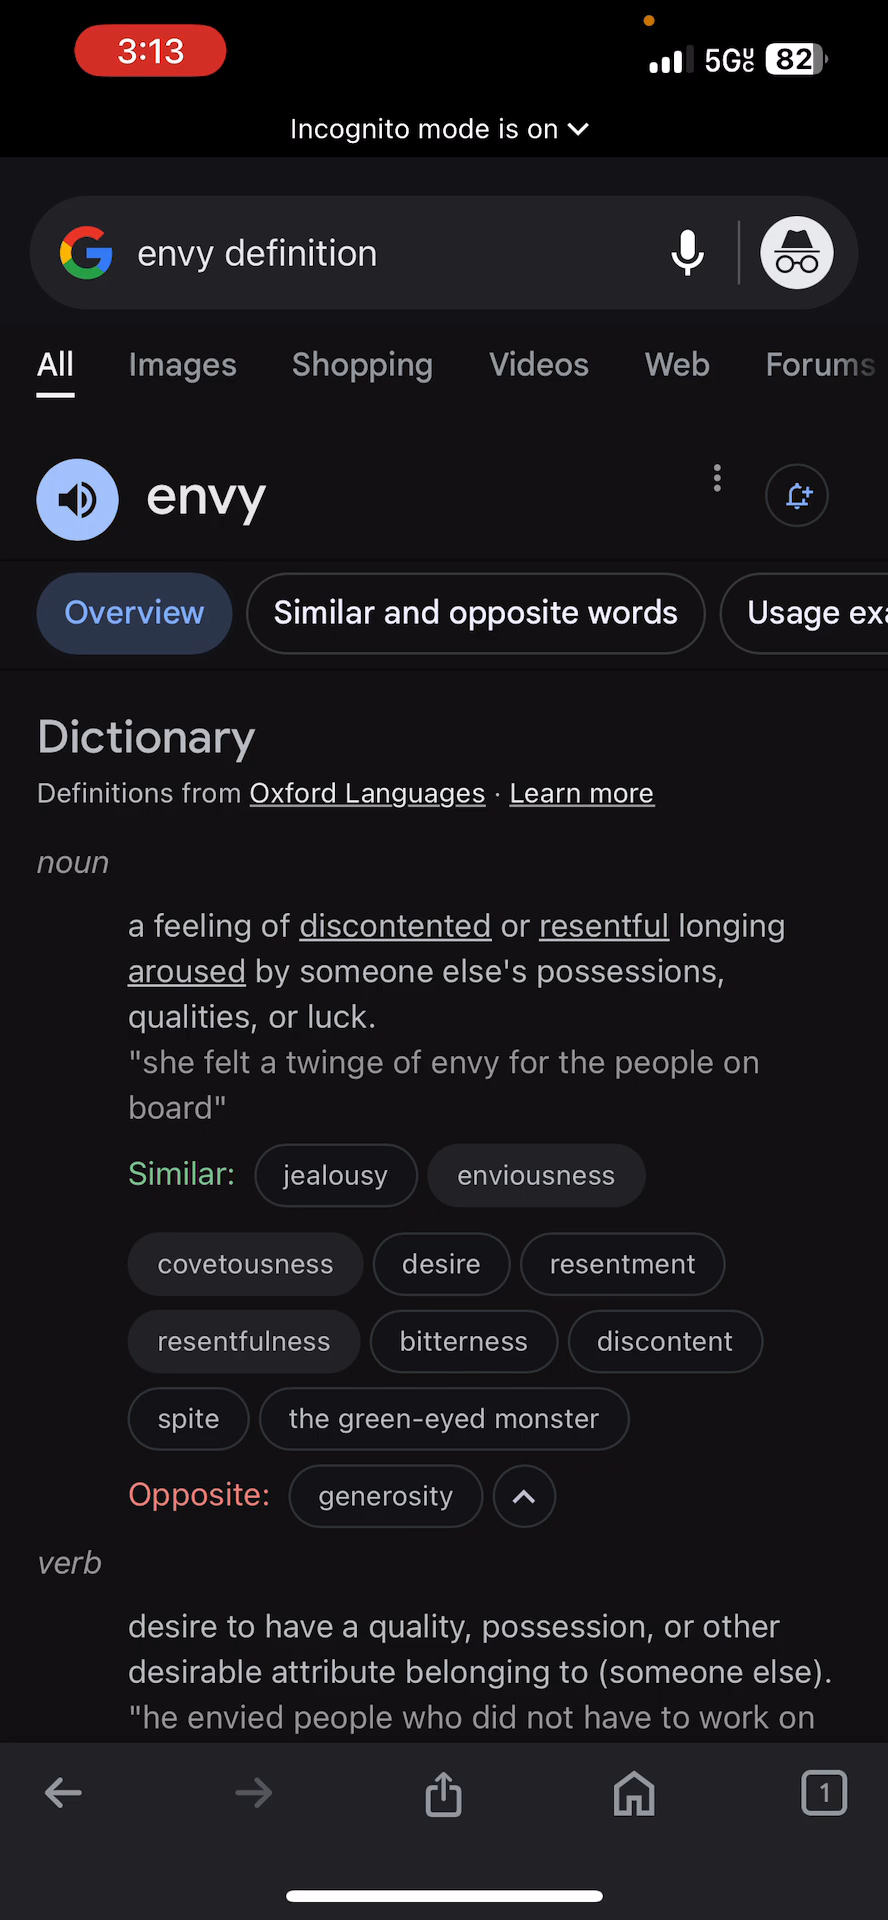 3:13
5GUC 82
Incognito mode is on
envy definition
All Images Shopping Videos Web Forums
envy
Overview Similar and opposite words Usage exa
Dictionary
Definitions from Oxford Languages · Learn more
noun
a feeling of discontented or resentful longing
aroused by someone else's possessions,
qualities, or luck.
"she felt a twinge of envy for the people on
board"
Similar: jealousy enviousness
covetousness desire resentment
resentfulness bitterness discontent
spite the green-eyed monster
Opposite: generosity
verb
desire to have a quality, possession, or other
desirable attribute belonging to (someone else).
"he envied people who did not have to work on
1